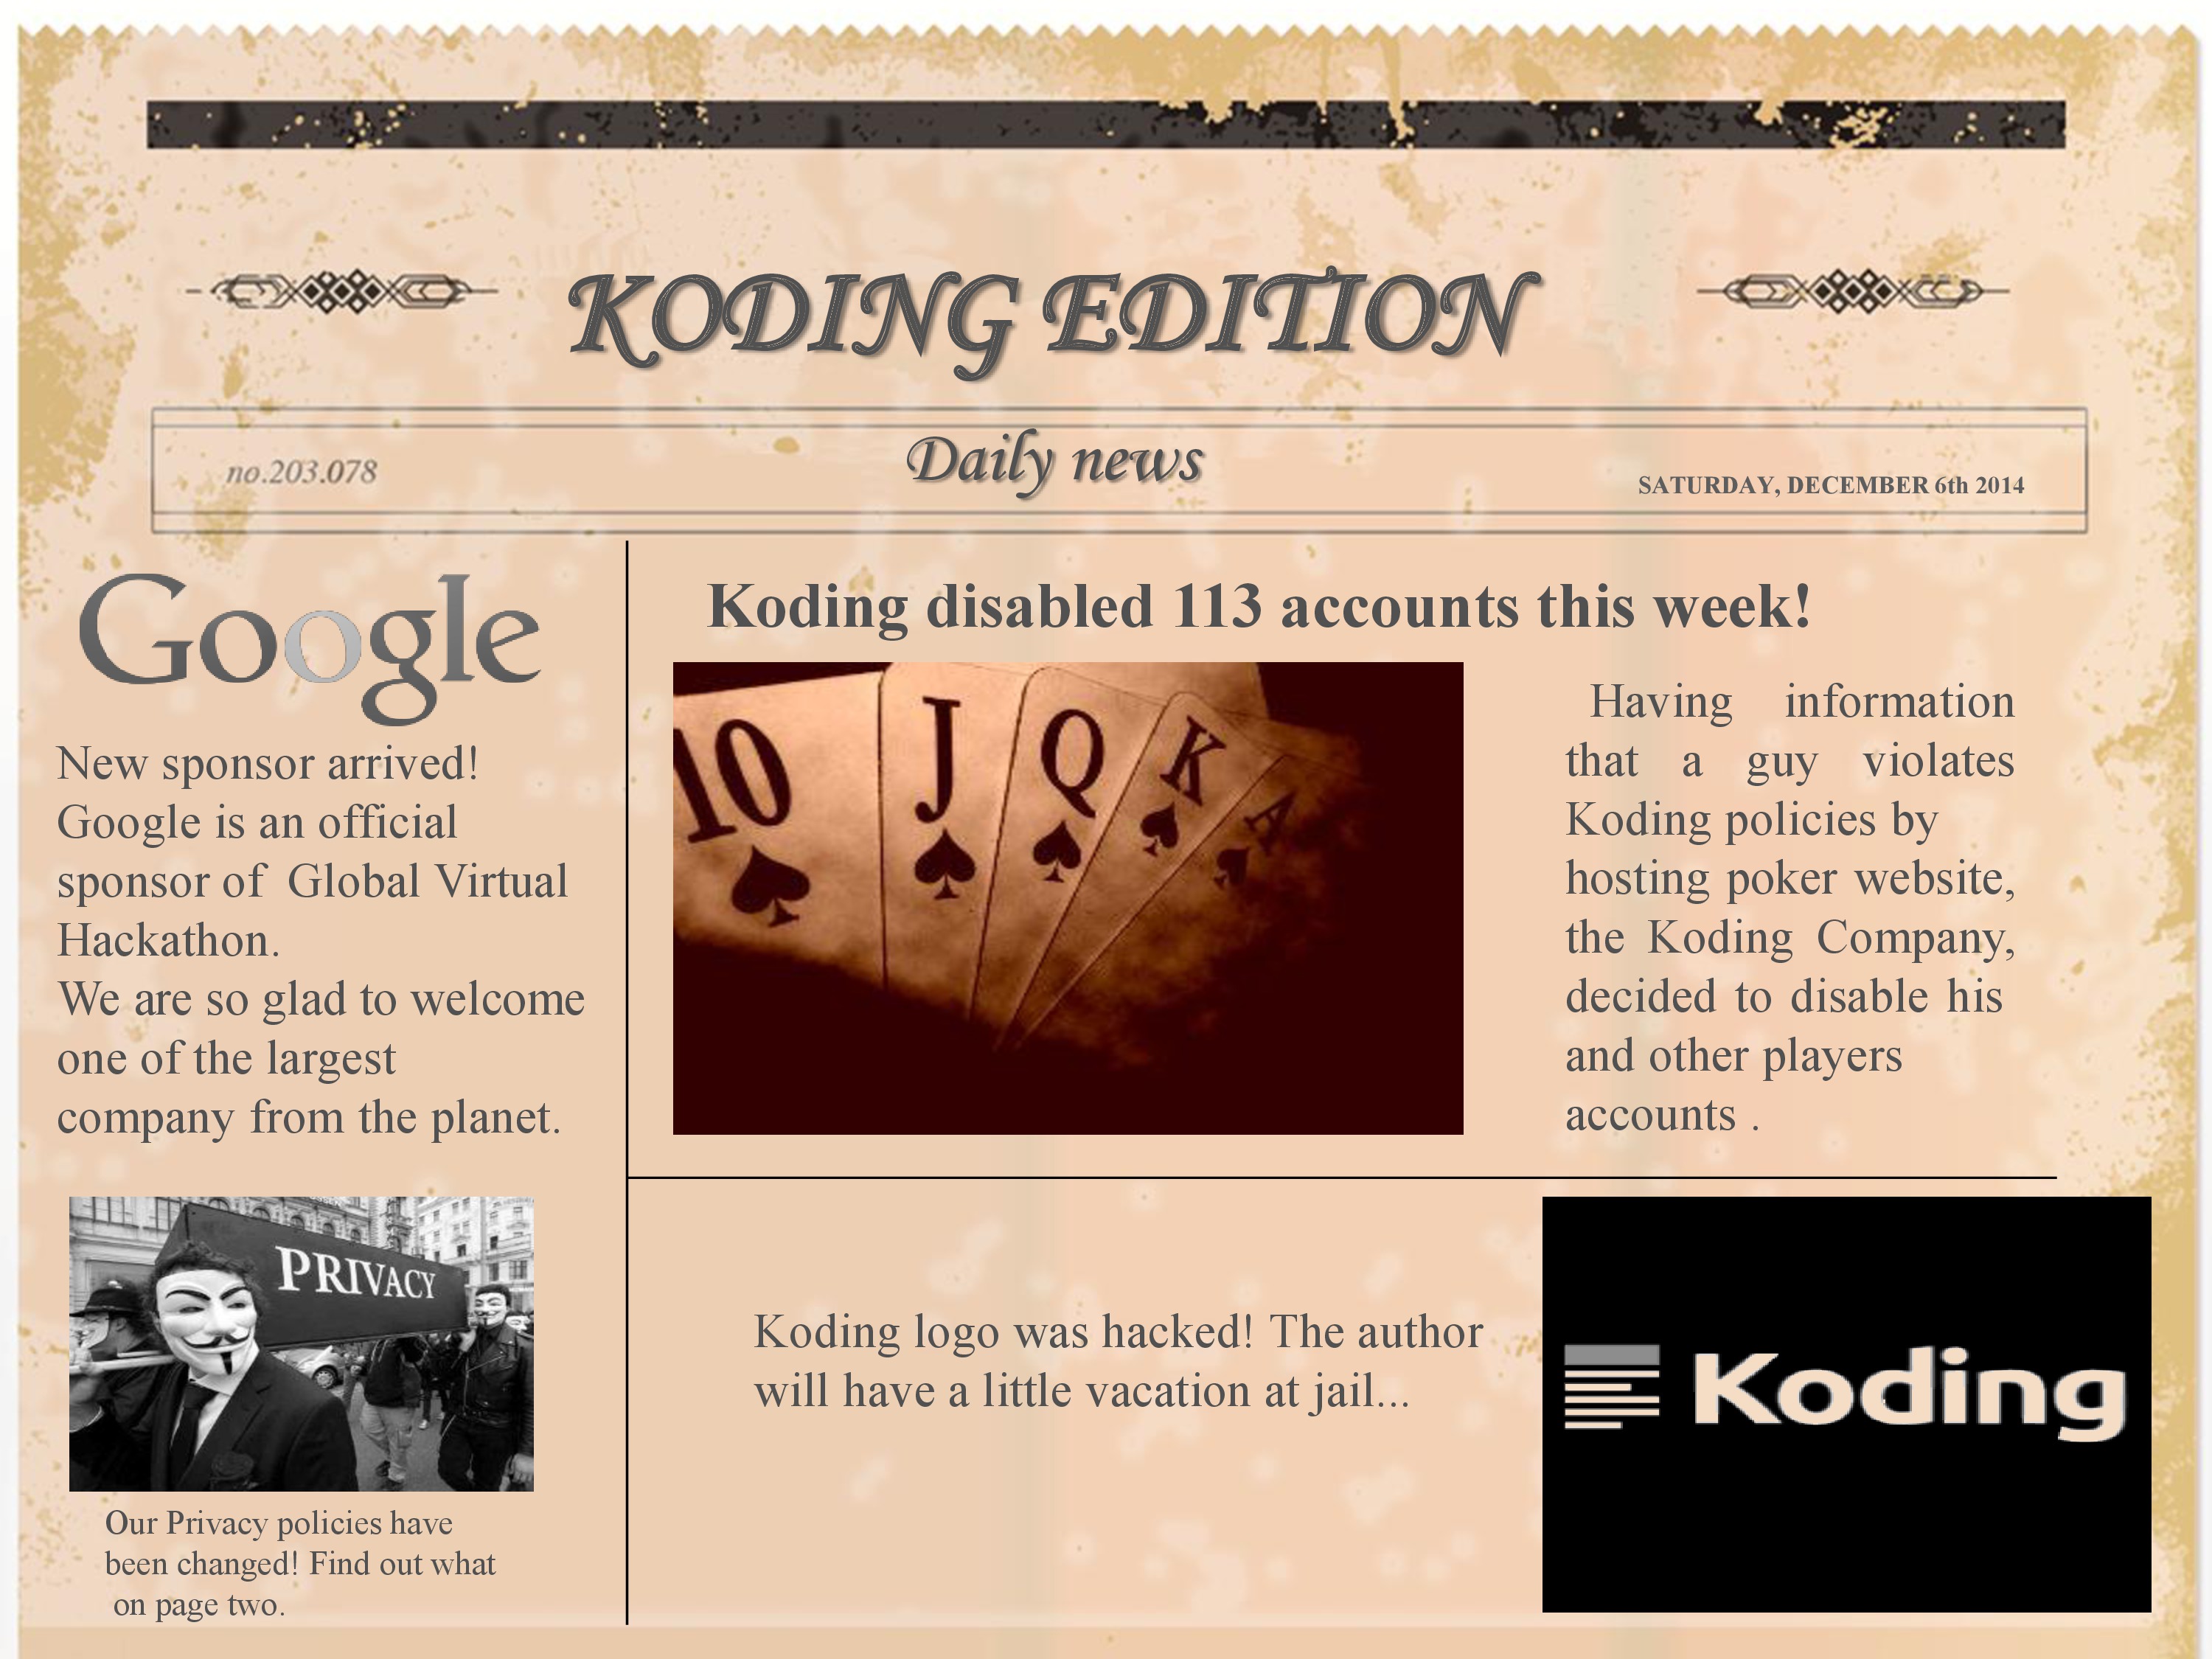 KODING EDITION
no.203.078
Daily news
SATURDAY, DECEMBER 6th 2014
Google
New sponsor arrived!
Google is an official
sponsor of Global Virtual
Hackathon.
We are so glad to welcome
one of the largest
company from the planet.
PRIVACY
Our Privacy policies have
been changed! Find out what
on page two.
Koding disabled 113 accounts this week!
10 J Q K A
Having information
that a guy violates
Koding policies by
hosting poker website,
the Koding Company,
decided to disable his
and other players
accounts .
Koding logo was hacked! The author
will have a little vacation at jail...
Koding